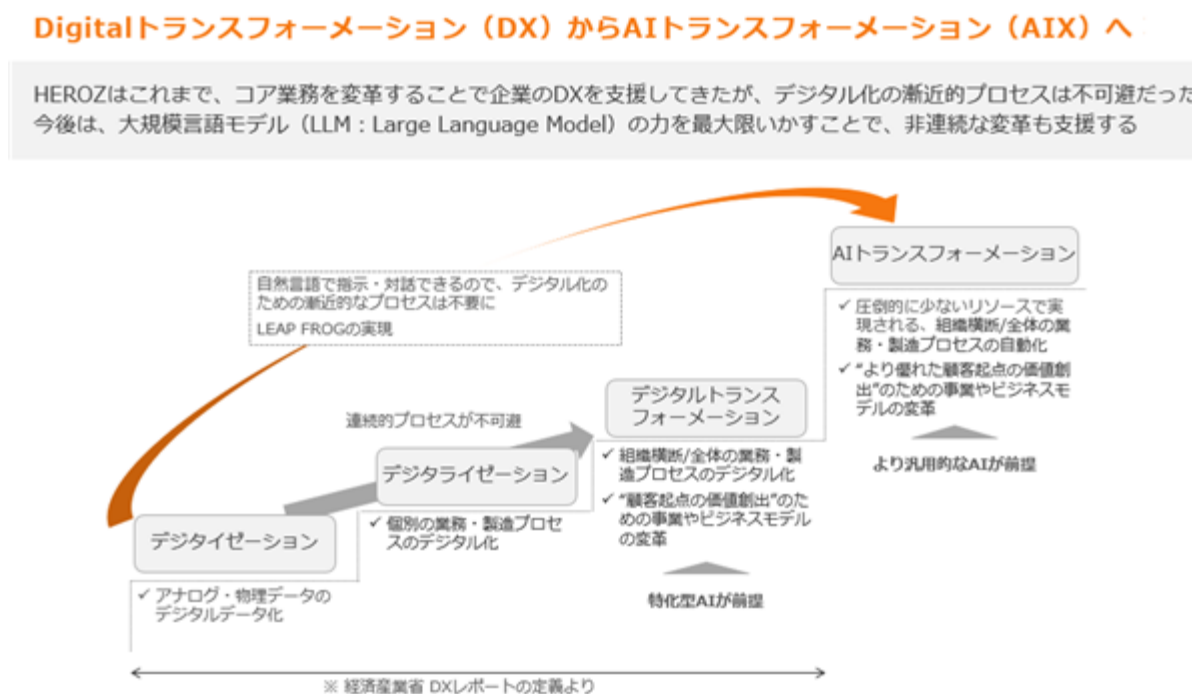 Digitalトランスフォーメーション（DX）からAIトランスフォーメーション（AIX）へ
HEROZはこれまで、コア業務を変革することで企業のDXを支援してきたが、デジタル化の漸近的プロセスは不可避だった
今後は、大規模言語モデル（LLM：Large Language Model）の力を最大限いかすことで、非連続な変革も支援する
AIトランスフォーメーション
自然言語で指示・対話できるので、デジタル化の
ための漸近的なプロセスは不要に
LEAP FROGの実現
✓ 圧倒的に少ないリソースで実
現される、組織横断/全体の業
務・製造プロセスの自動化
✓ “より優れた顧客起点の価値創
出”のための事業やビジネスモ
デルの変革
より汎用的なAIが前提
デジタルトランス
フォーメーション
連続的プロセスが不可避
✓ 組織横断/全体の業務・製
造プロセスのデジタル化
✓ “顧客起点の価値創出”のた
めの事業やビジネスモデル
の変革
特化型AIが前提
デジタライゼーション
✓ 個別の業務・製造プロセ
スのデジタル化
デジタイゼーション
✓ アナログ・物理データの
デジタルデータ化
※ 経済産業省 DXレポートの定義より